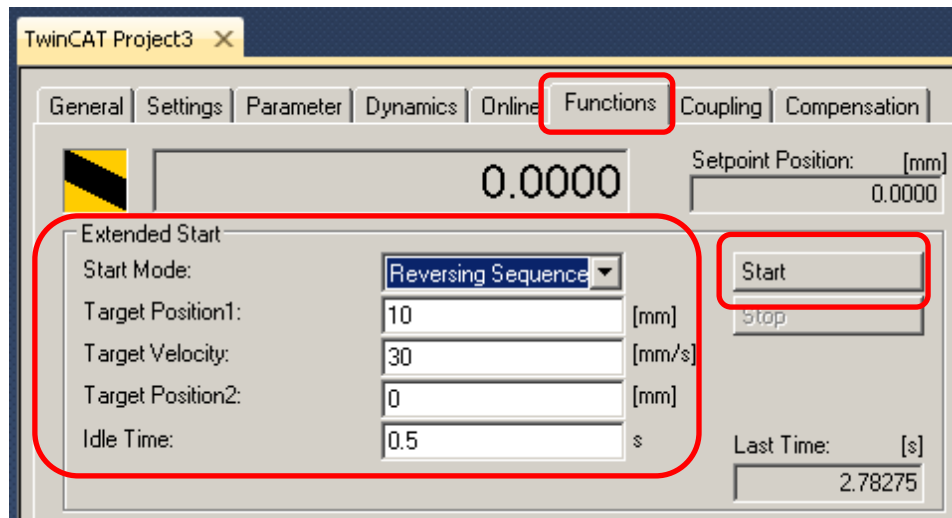 TwinCAT Project3
General Settings Parameter Dynamics Online Functions Coupling Compensation
0.0000 Setpoint Position: [mm]
0.0000
Extended Start
Start Mode: Reversing Sequence Start
Target Position1: 10 [mm] Stop
Target Velocity: 30 [mm/s]
Target Position2: 0 [mm]
Idle Time: 0.5 s Last Time: [s]
2.78275